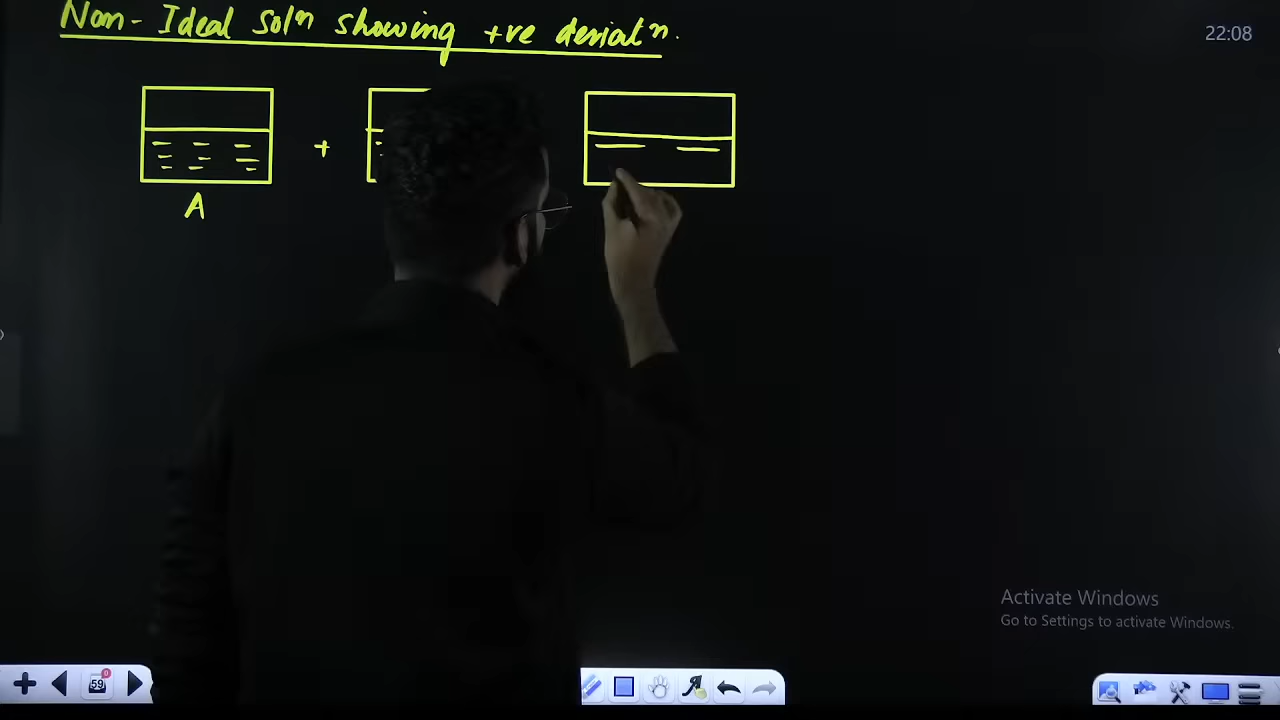 Non-Ideal solⁿ showing +ve deviatⁿ.
22:08
+
A
Activate Windows
Go to Settings to activate Windows.
59